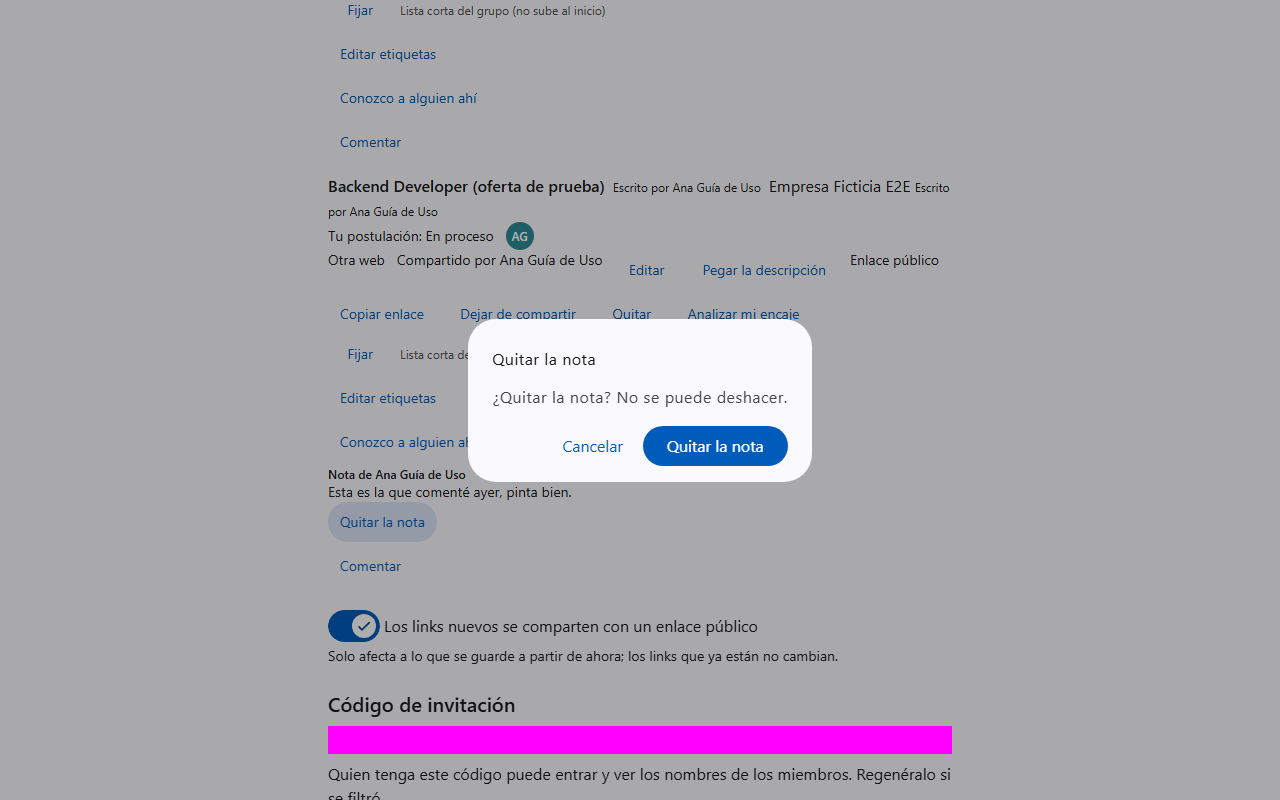 Fijar Lista corta del grupo (no sube al inicio)
Editar etiquetas
Conozco a alguien ahí
Comentar
Backend Developer (oferta de prueba) Escrito por Ana Guía de Uso Empresa Ficticia E2E Escrito
por Ana Guía de Uso
Tu postulación: En proceso AG
Otra web Compartido por Ana Guía de Uso Editar Pegar la descripción Enlace público
Copiar enlace Dejar de compartir Quitar Analizar mi encaje
Fijar Lista corta de
Editar etiquetas
Conozco a alguien ah
Quitar la nota
¿Quitar la nota? No se puede deshacer.
Cancelar Quitar la nota
Nota de Ana Guía de Uso
Esta es la que comenté ayer, pinta bien.
Quitar la nota
Comentar
Los links nuevos se comparten con un enlace público
Solo afecta a lo que se guarde a partir de ahora; los links que ya están no cambian.
Código de invitación
Quien tenga este código puede entrar y ver los nombres de los miembros. Regenéralo si
se filtró.